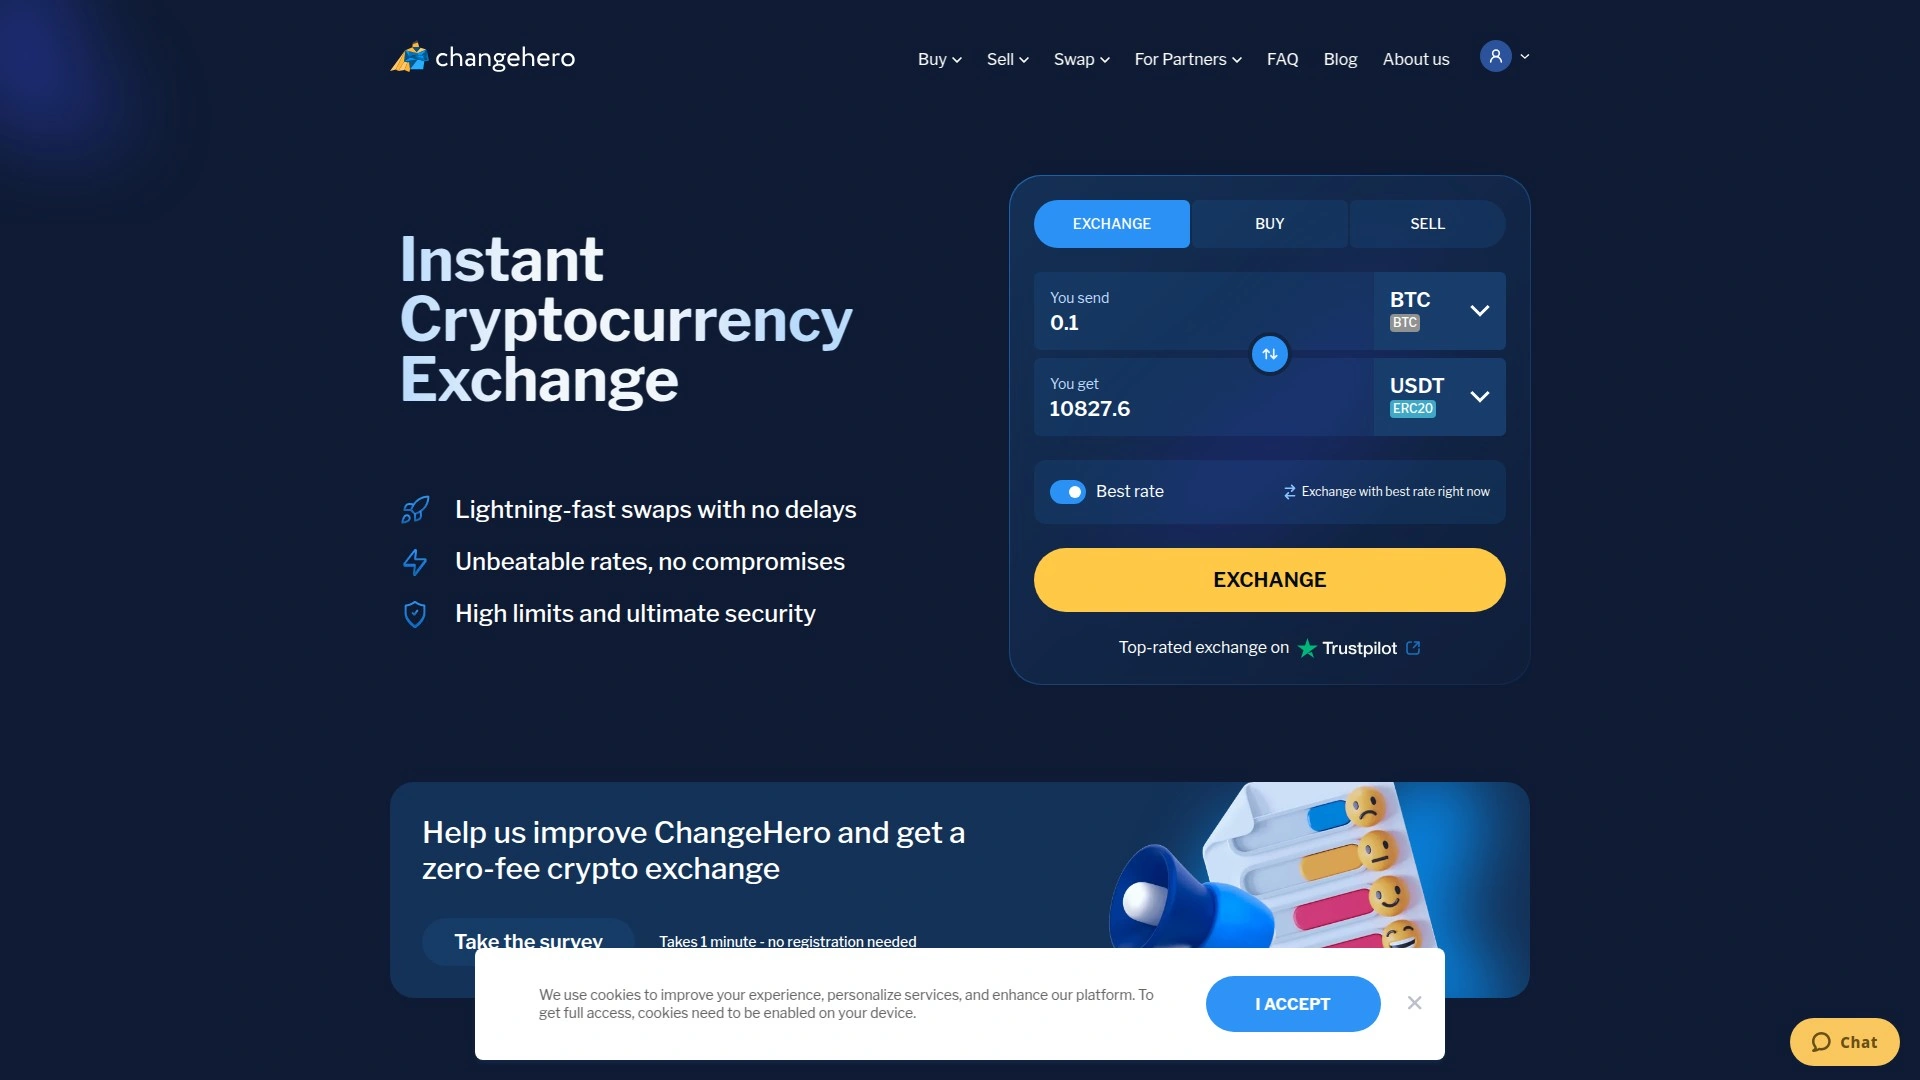 changehero
Buy Sell Swap For Partners FAQ Blog About us
Instant
Cryptocurrency
Exchange
Lightning-fast swaps with no delays
Unbeatable rates, no compromises
High limits and ultimate security
EXCHANGE BUY SELL
You send
0.1
BTC
BTC
You get
10827.6
USDT
ERC20
Best rate
Exchange with best rate right now
EXCHANGE
Top-rated exchange on Trustpilot
Help us improve ChangeHero and get a
zero-fee crypto exchange
Take the survey
Takes 1 minute - no registration needed
We use cookies to improve your experience, personalize services, and enhance our platform. To
get full access, cookies need to be enabled on your device.
I ACCEPT
Chat